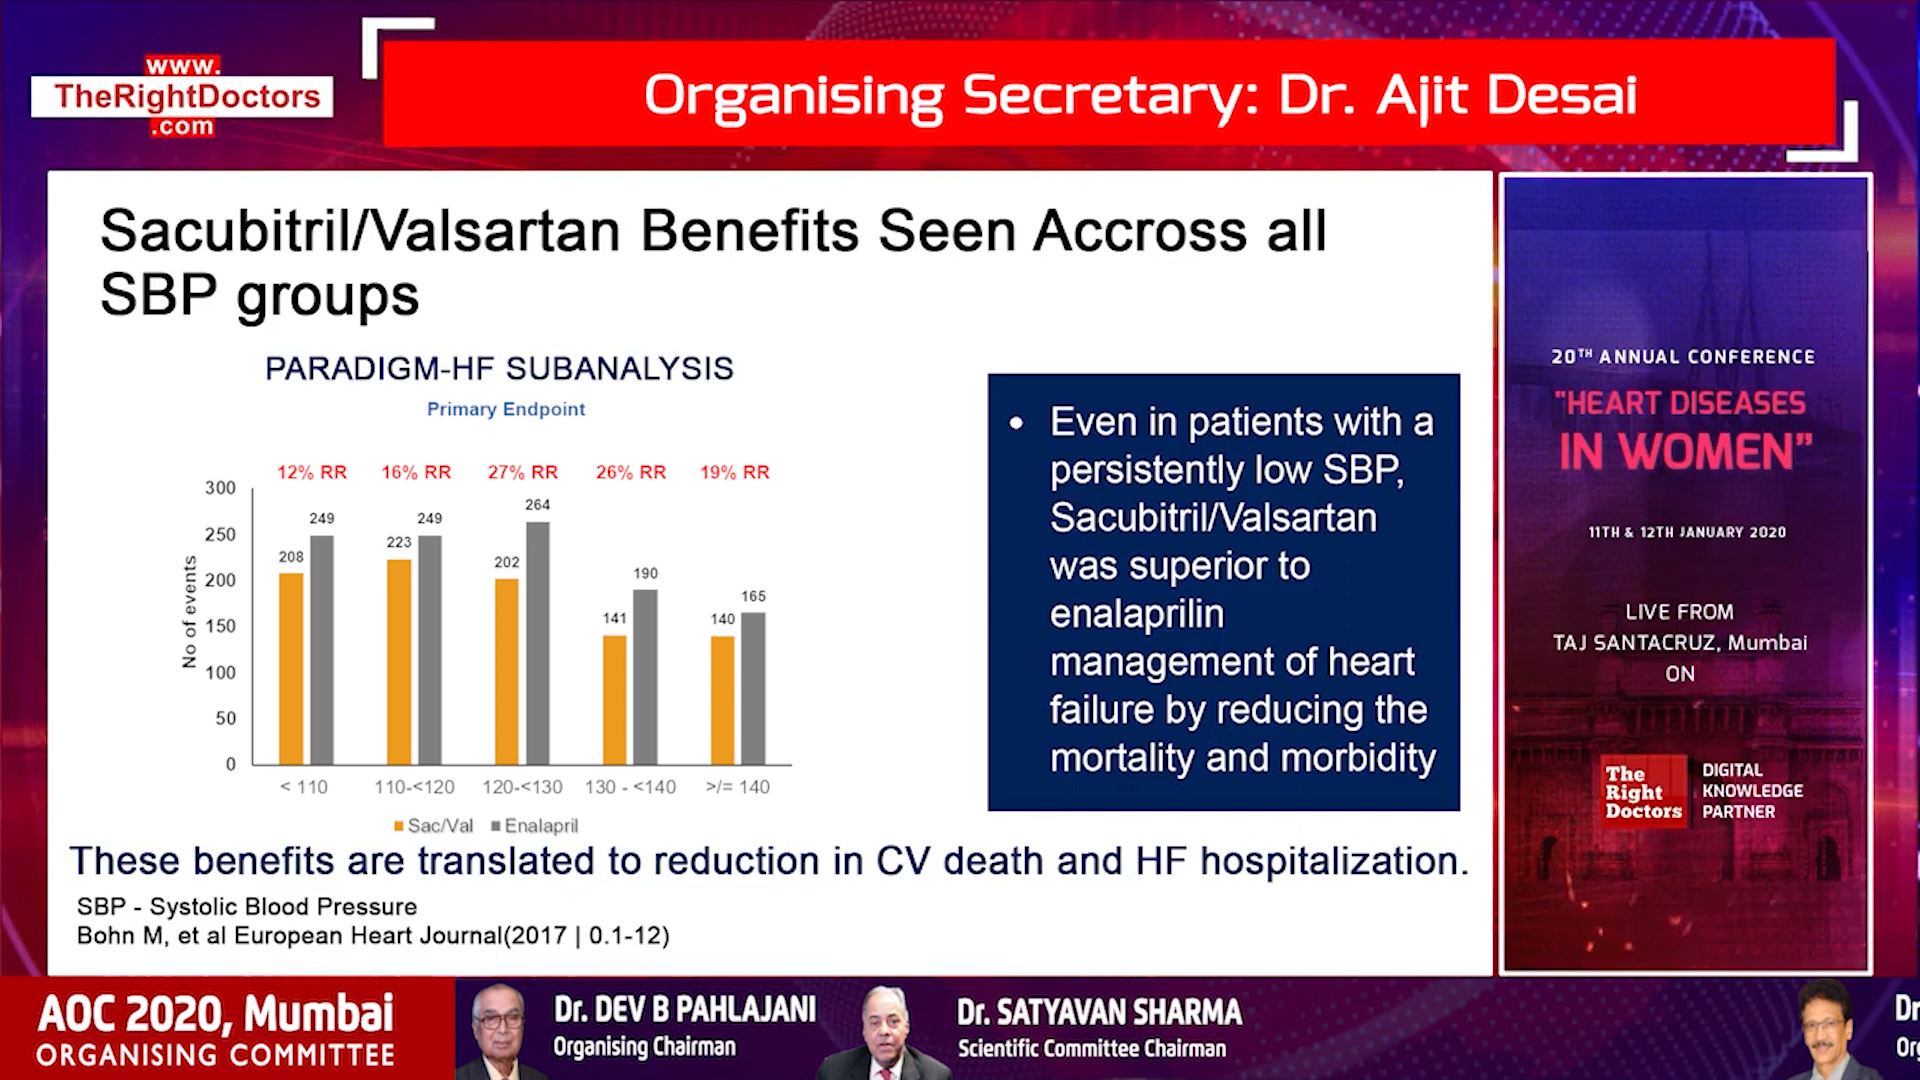 www.
TheRightDoctors
.com
Organising Secretary: Dr. Ajit Desai
Sacubitril/Valsartan Benefits Seen Accross all
SBP groups
PARADIGM-HF SUBANALYSIS
Primary Endpoint
12% RR 16% RR 27% RR 26% RR 19% RR
No of events
300
250
200
150
100
50
0
208 249 223 249 202 264 141 190 140 165
< 110 110-<120 120-<130 130 - <140 >/= 140
Sac/Val Enalapril
• Even in patients with a
persistently low SBP,
Sacubitril/Valsartan
was superior to
enalaprilin
management of heart
failure by reducing the
mortality and morbidity
These benefits are translated to reduction in CV death and HF hospitalization.
SBP - Systolic Blood Pressure
Bohn M, et al European Heart Journal(2017 | 0.1-12)
20TH ANNUAL CONFERENCE
"HEART DISEASES
IN WOMEN”
11TH & 12TH JANUARY 2020
LIVE FROM
TAJ SANTACRUZ, Mumbai
ON
The
Right
Doctors
DIGITAL
KNOWLEDGE
PARTNER
AOC 2020, Mumbai
ORGANISING COMMITTEE
Dr. DEV B PAHLAJANI
Organising Chairman
Dr. SATYAVAN SHARMA
Scientific Committee Chairman
Dr